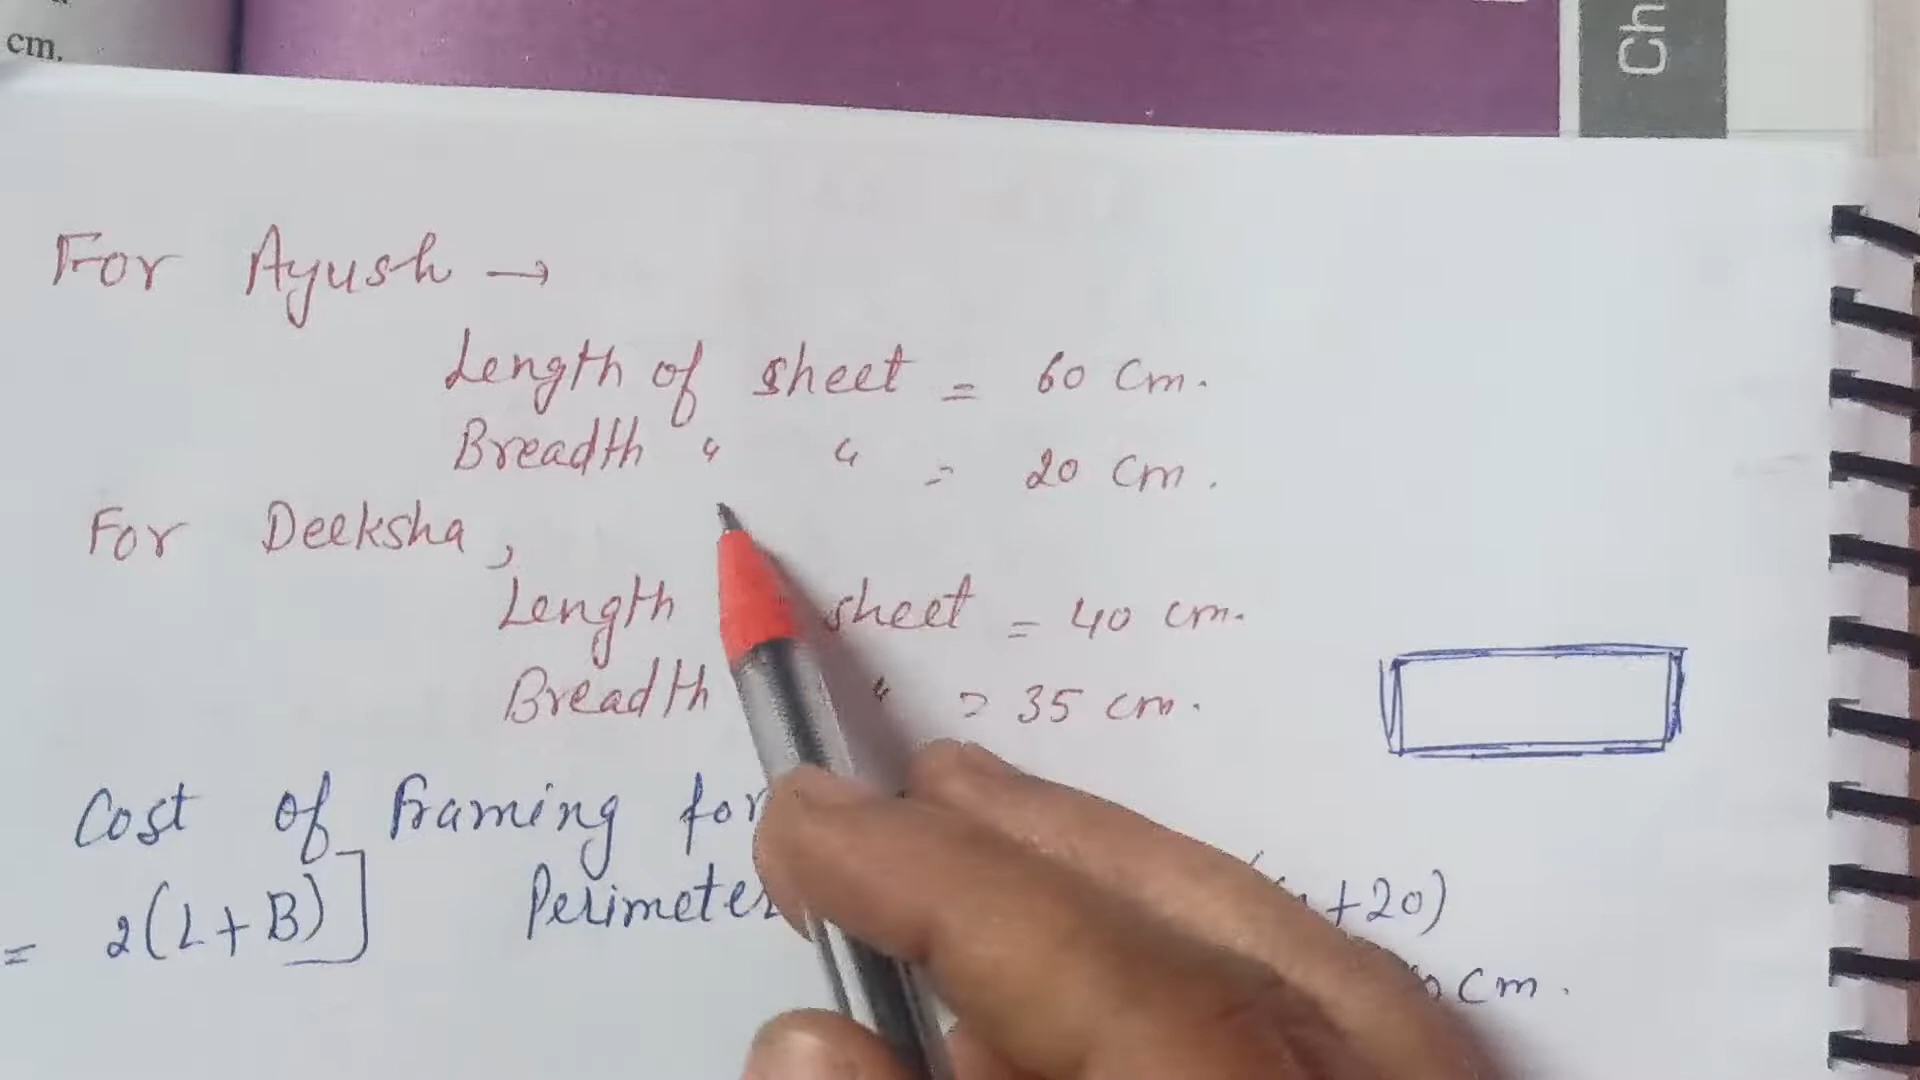 cm.
Ch
For Ayush →
Length of sheet = 60 cm.
Breadth " " = 20 cm.
For Deeksha,
Length sheet = 40 cm.
Breadth " = 35 cm.
Cost of framing for
= 2(L+B)] Perimeter +20)
cm.